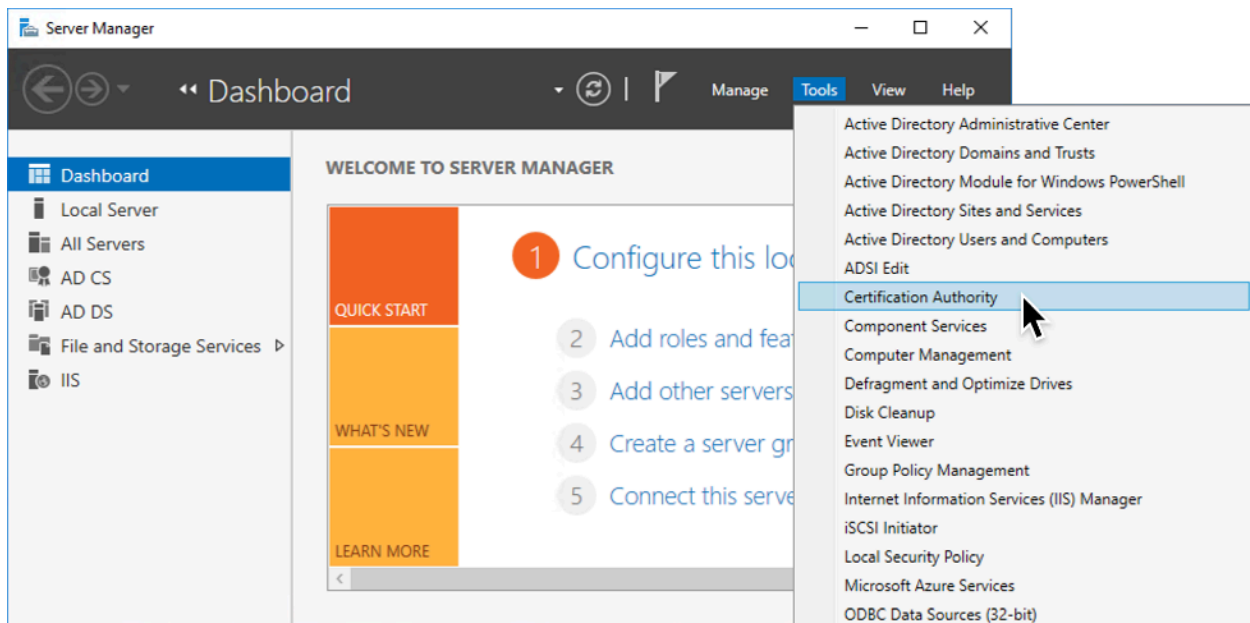 Server Manager
Dashboard
Manage
Tools
View
Help
Dashboard
Local Server
All Servers
AD CS
AD DS
File and Storage Services
IIS
WELCOME TO SERVER MANAGER
QUICK START
WHAT'S NEW
LEARN MORE
1 Configure this loc
2 Add roles and fea
3 Add other servers
4 Create a server gr
5 Connect this serve
Active Directory Administrative Center
Active Directory Domains and Trusts
Active Directory Module for Windows PowerShell
Active Directory Sites and Services
Active Directory Users and Computers
ADSI Edit
Certification Authority
Component Services
Computer Management
Defragment and Optimize Drives
Disk Cleanup
Event Viewer
Group Policy Management
Internet Information Services (IIS) Manager
iSCSI Initiator
Local Security Policy
Microsoft Azure Services
ODBC Data Sources (32-bit)